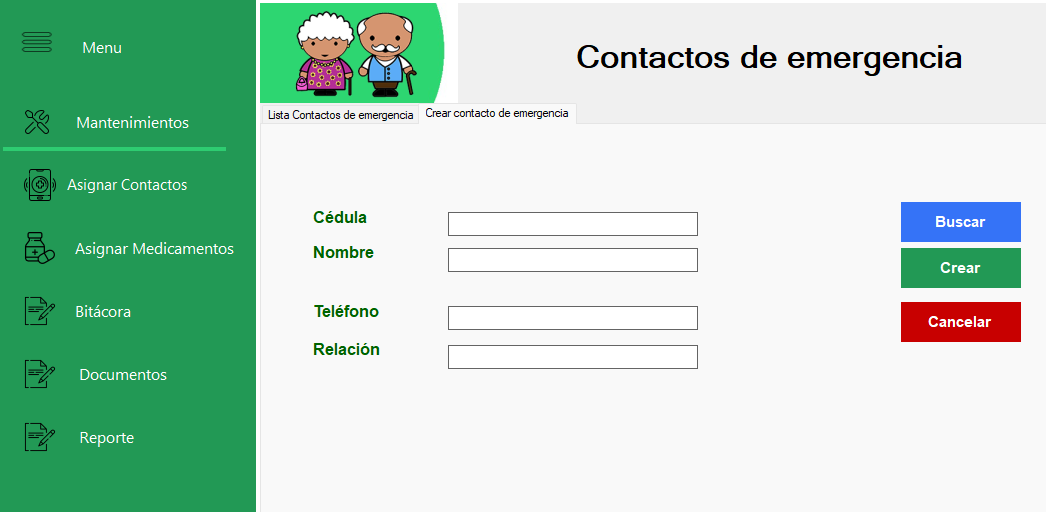 Menu
Mantenimientos
Asignar Contactos
Asignar Medicamentos
Bitácora
Documentos
Reporte
Contactos de emergencia
Lista Contactos de emergencia
Crear contacto de emergencia
Cédula
Nombre
Teléfono
Relación
Buscar
Crear
Cancelar